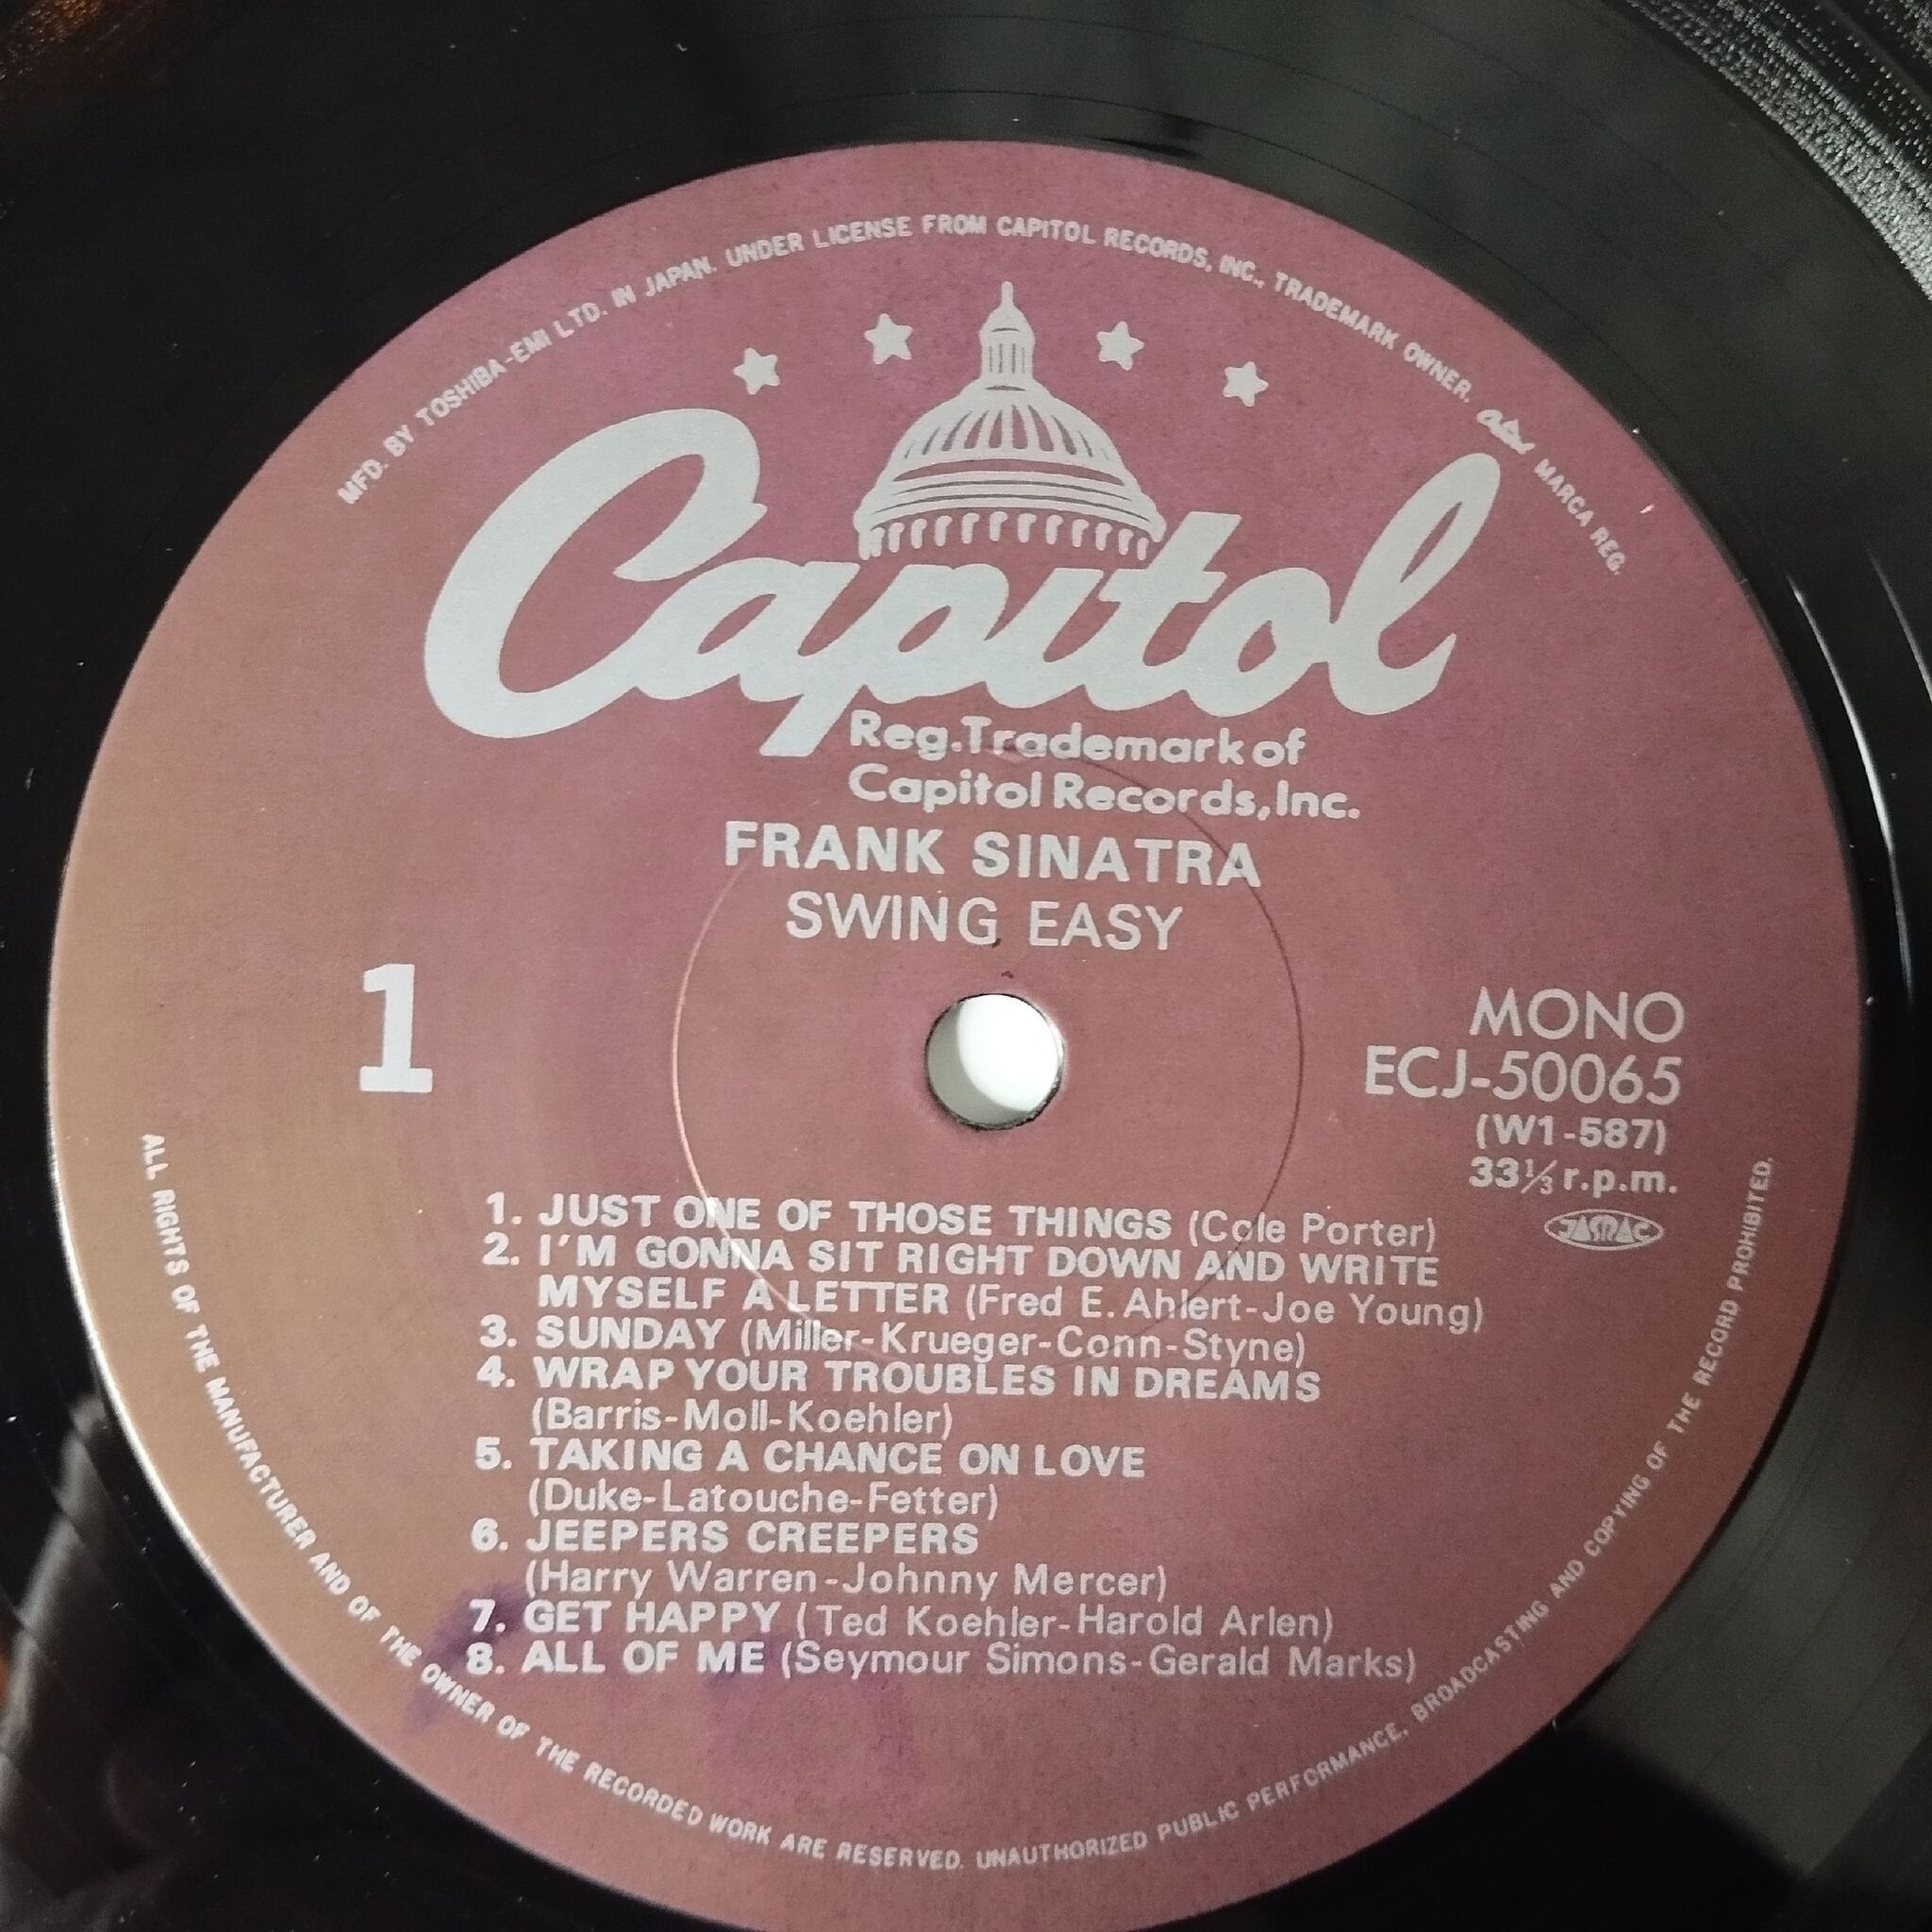 MFD. BY TOSHIBA-EMI LTD. IN JAPAN. UNDER LICENSE FROM CAPITOL RECORDS, INC., TRADEMARK OWNER. MARCA REG.
Capitol
Reg.Trademark of
Capitol Records,Inc.
FRANK SINATRA
SWING EASY
1
MONO
ECJ-50065
(W1-587)
33⅓ r.p.m.
JASRAC
1. JUST ONE OF THOSE THINGS (Cole Porter)
2. I'M GONNA SIT RIGHT DOWN AND WRITE
MYSELF A LETTER (Fred E. Ahlert-Joe Young)
3. SUNDAY (Miller-Krueger-Conn-Styne)
4. WRAP YOUR TROUBLES IN DREAMS
(Barris-Moll-Koehler)
5. TAKING A CHANCE ON LOVE
(Duke-Latouche-Fetter)
6. JEEPERS CREEPERS
(Harry Warren-Johnny Mercer)
7. GET HAPPY (Ted Koehler-Harold Arlen)
8. ALL OF ME (Seymour Simons-Gerald Marks)
ALL RIGHTS OF THE MANUFACTURER AND OF THE OWNER OF THE RECORDED WORK ARE RESERVED. UNAUTHORIZED PUBLIC PERFORMANCE, BROADCASTING AND COPYING OF THE RECORD PROHIBITED.